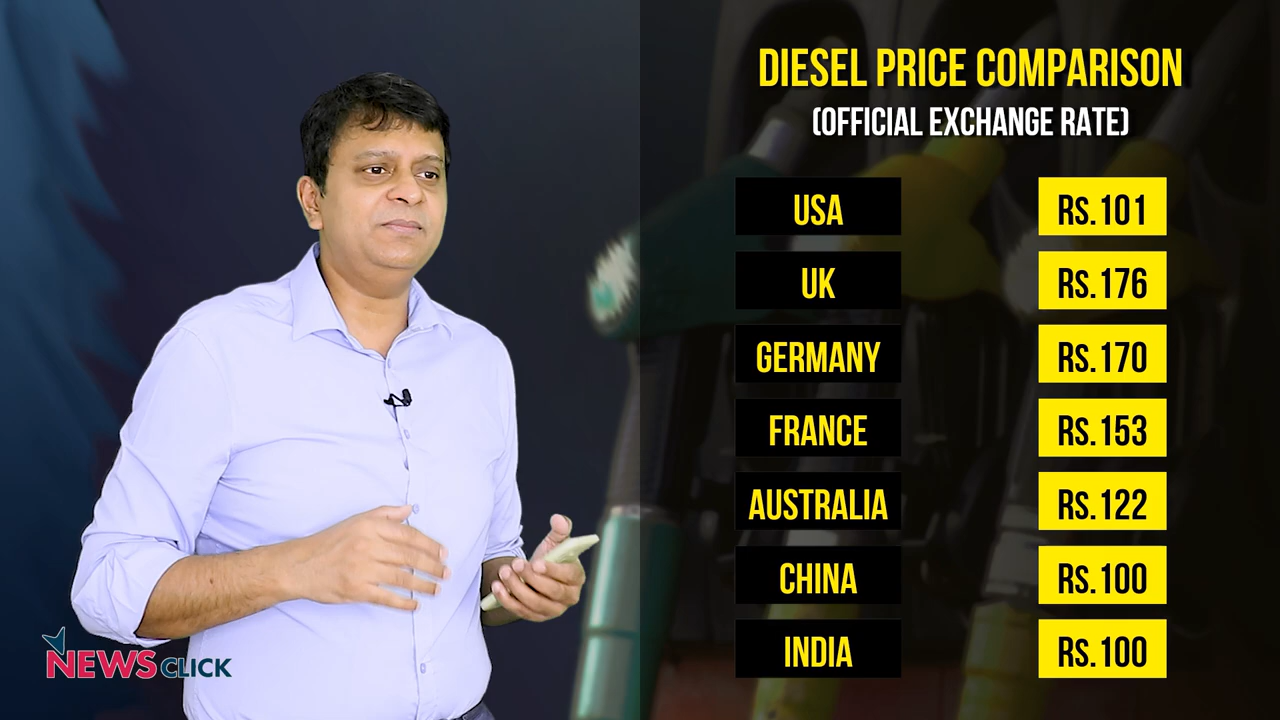 DIESEL PRICE COMPARISON
(OFFICIAL EXCHANGE RATE)
USA RS.101
UK RS.176
GERMANY RS.170
FRANCE RS.153
AUSTRALIA RS.122
CHINA RS.100
INDIA RS.100
NEWSCLICK